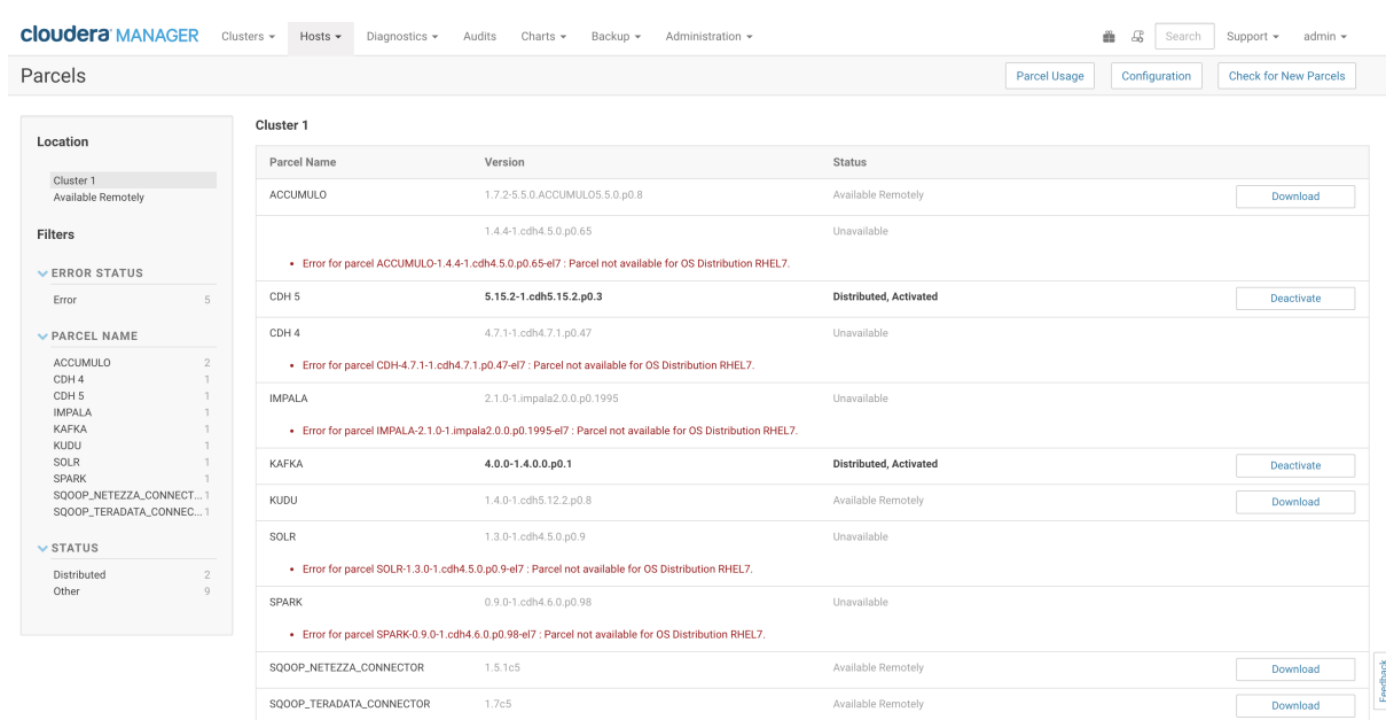 cloudera MANAGER Clusters Hosts Diagnostics Audits Charts Backup Administration Search Support admin
Parcels Parcel Usage Configuration Check for New Parcels
Location
Cluster 1
Available Remotely
Filters
ERROR STATUS
Error 5
PARCEL NAME
ACCUMULO 2
CDH 4 1
CDH 5 1
IMPALA 1
KAFKA 1
KUDU 1
SOLR 1
SPARK 1
SQOOP_NETEZZA_CONNECT... 1
SQOOP_TERADATA_CONNEC... 1
STATUS
Distributed 2
Other 9
Cluster 1
Parcel Name Version Status
ACCUMULO 1.7.2-5.5.0.ACCUMULO5.5.0.p0.8 Available Remotely Download
1.4.4-1.cdh4.5.0.p0.65 Unavailable
• Error for parcel ACCUMULO-1.4.4-1.cdh4.5.0.p0.65-el7 : Parcel not available for OS Distribution RHEL7.
CDH 5 5.15.2-1.cdh5.15.2.p0.3 Distributed, Activated Deactivate
CDH 4 4.7.1-1.cdh4.7.1.p0.47 Unavailable
• Error for parcel CDH-4.7.1-1.cdh4.7.1.p0.47-el7 : Parcel not available for OS Distribution RHEL7.
IMPALA 2.1.0-1.impala2.0.0.p0.1995 Unavailable
• Error for parcel IMPALA-2.1.0-1.impala2.0.0.p0.1995-el7 : Parcel not available for OS Distribution RHEL7.
KAFKA 4.0.0-1.4.0.0.p0.1 Distributed, Activated Deactivate
KUDU 1.4.0-1.cdh5.12.2.p0.8 Available Remotely Download
SOLR 1.3.0-1.cdh4.5.0.p0.9 Unavailable
• Error for parcel SOLR-1.3.0-1.cdh4.5.0.p0.9-el7 : Parcel not available for OS Distribution RHEL7.
SPARK 0.9.0-1.cdh4.6.0.p0.98 Unavailable
• Error for parcel SPARK-0.9.0-1.cdh4.6.0.p0.98-el7 : Parcel not available for OS Distribution RHEL7.
SQOOP_NETEZZA_CONNECTOR 1.5.1c5 Available Remotely Download
SQOOP_TERADATA_CONNECTOR 1.7c5 Available Remotely Download
Feedback